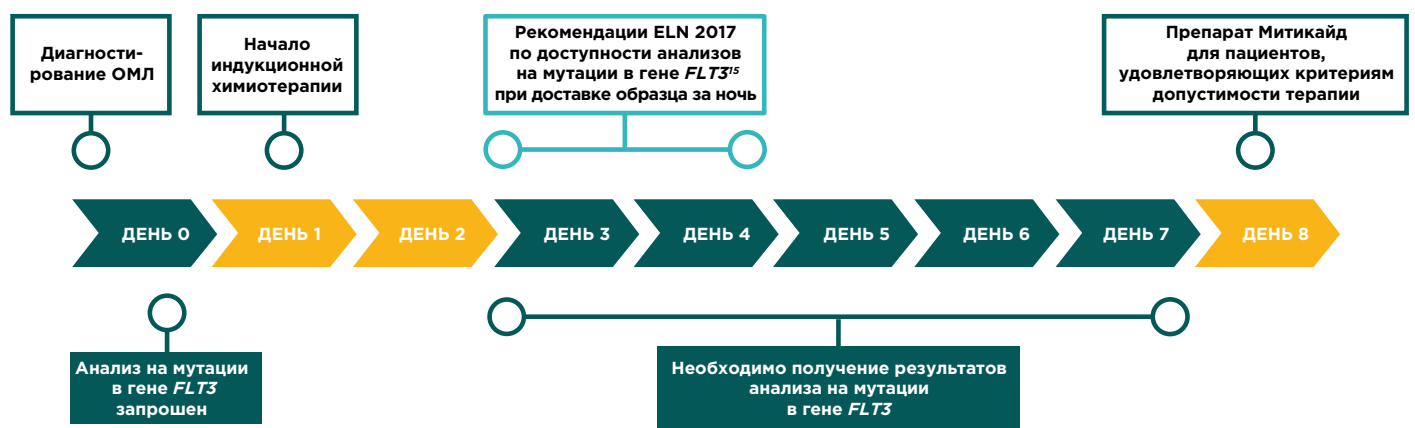 Диагности-
рование ОМЛ
Начало
индукционной
химиотерапии
Рекомендации ELN 2017
по доступности анализов
на мутации в гене FLT3¹⁵
при доставке образца за ночь
Препарат Митикайд
для пациентов,
удовлетворяющих критериям
допустимости терапии
ДЕНЬ 0
ДЕНЬ 1
ДЕНЬ 2
ДЕНЬ 3
ДЕНЬ 4
ДЕНЬ 5
ДЕНЬ 6
ДЕНЬ 7
ДЕНЬ 8
Анализ на мутации
в гене FLT3
запрошен
Необходимо получение результатов
анализа на мутации
в гене FLT3